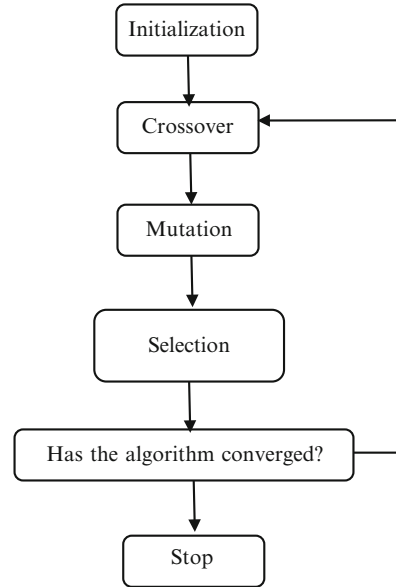 Initialization
Crossover
Mutation
Selection
Has the algorithm converged?
Stop